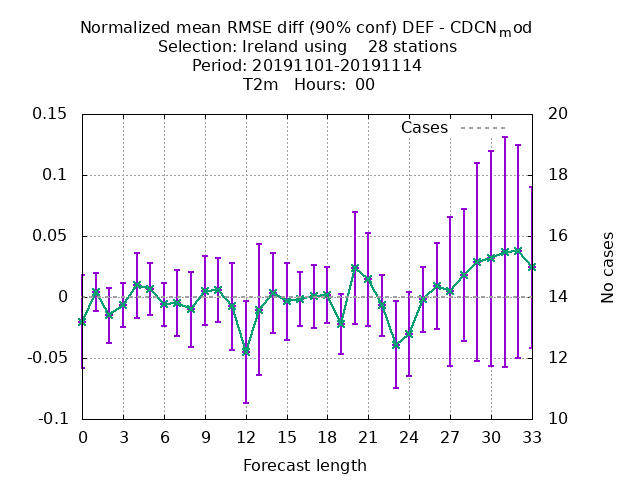 Normalized mean RMSE diff (90% conf) DEF - CDCNmod
Selection: Ireland using    28 stations
Period: 20191101-20191114
T2m   Hours:  00
0.15
0.1
0.05
0
-0.05
-0.1
Cases
20
18
16
14
12
10
No cases
0 3 6 9 12 15 18 21 24 27 30 33
Forecast length